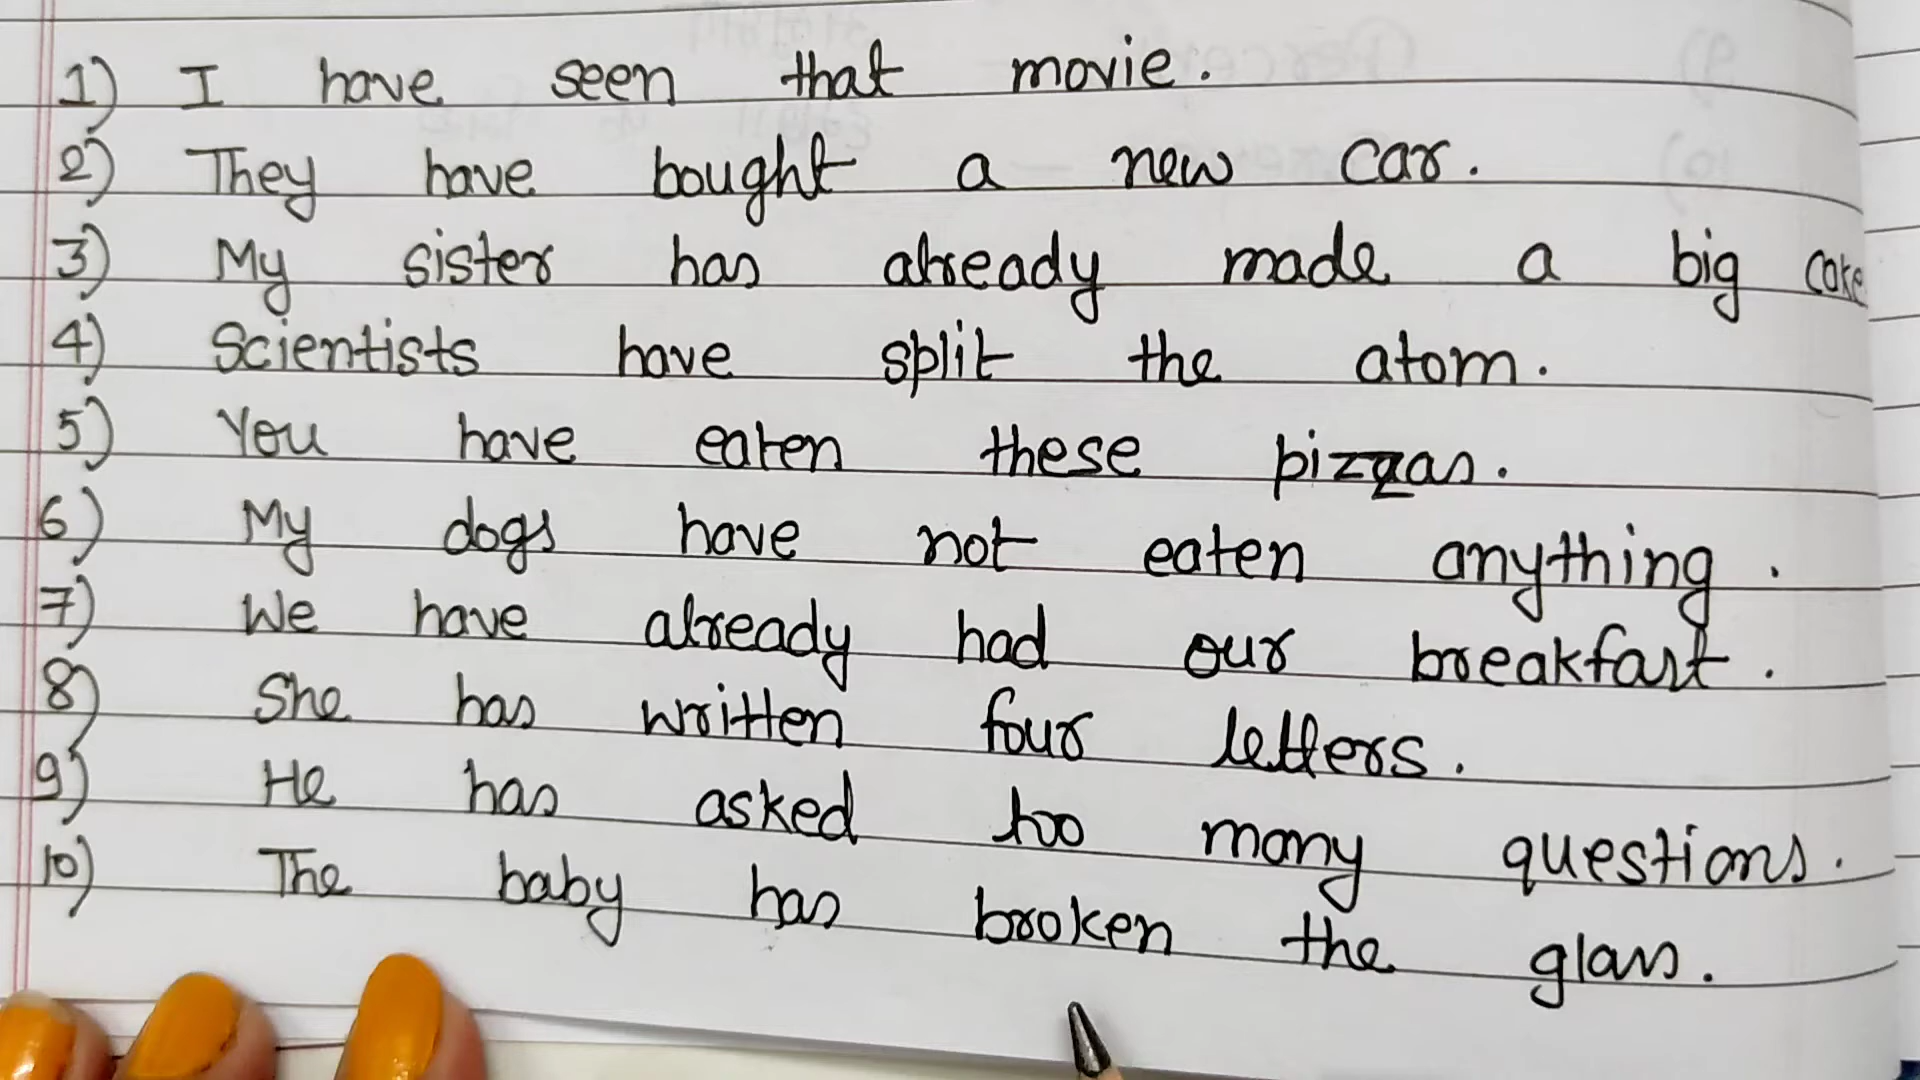 1) I have seen that movie.
2) They have bought a new car.
3) My sister has already made a big cake
4) Scientists have split the atom.
5) You have eaten these pizzas.
6) My dogs have not eaten anything.
7) We have already had our breakfast.
8) She has written four letters.
9) He has asked too many questions.
10) The baby has broken the glass.